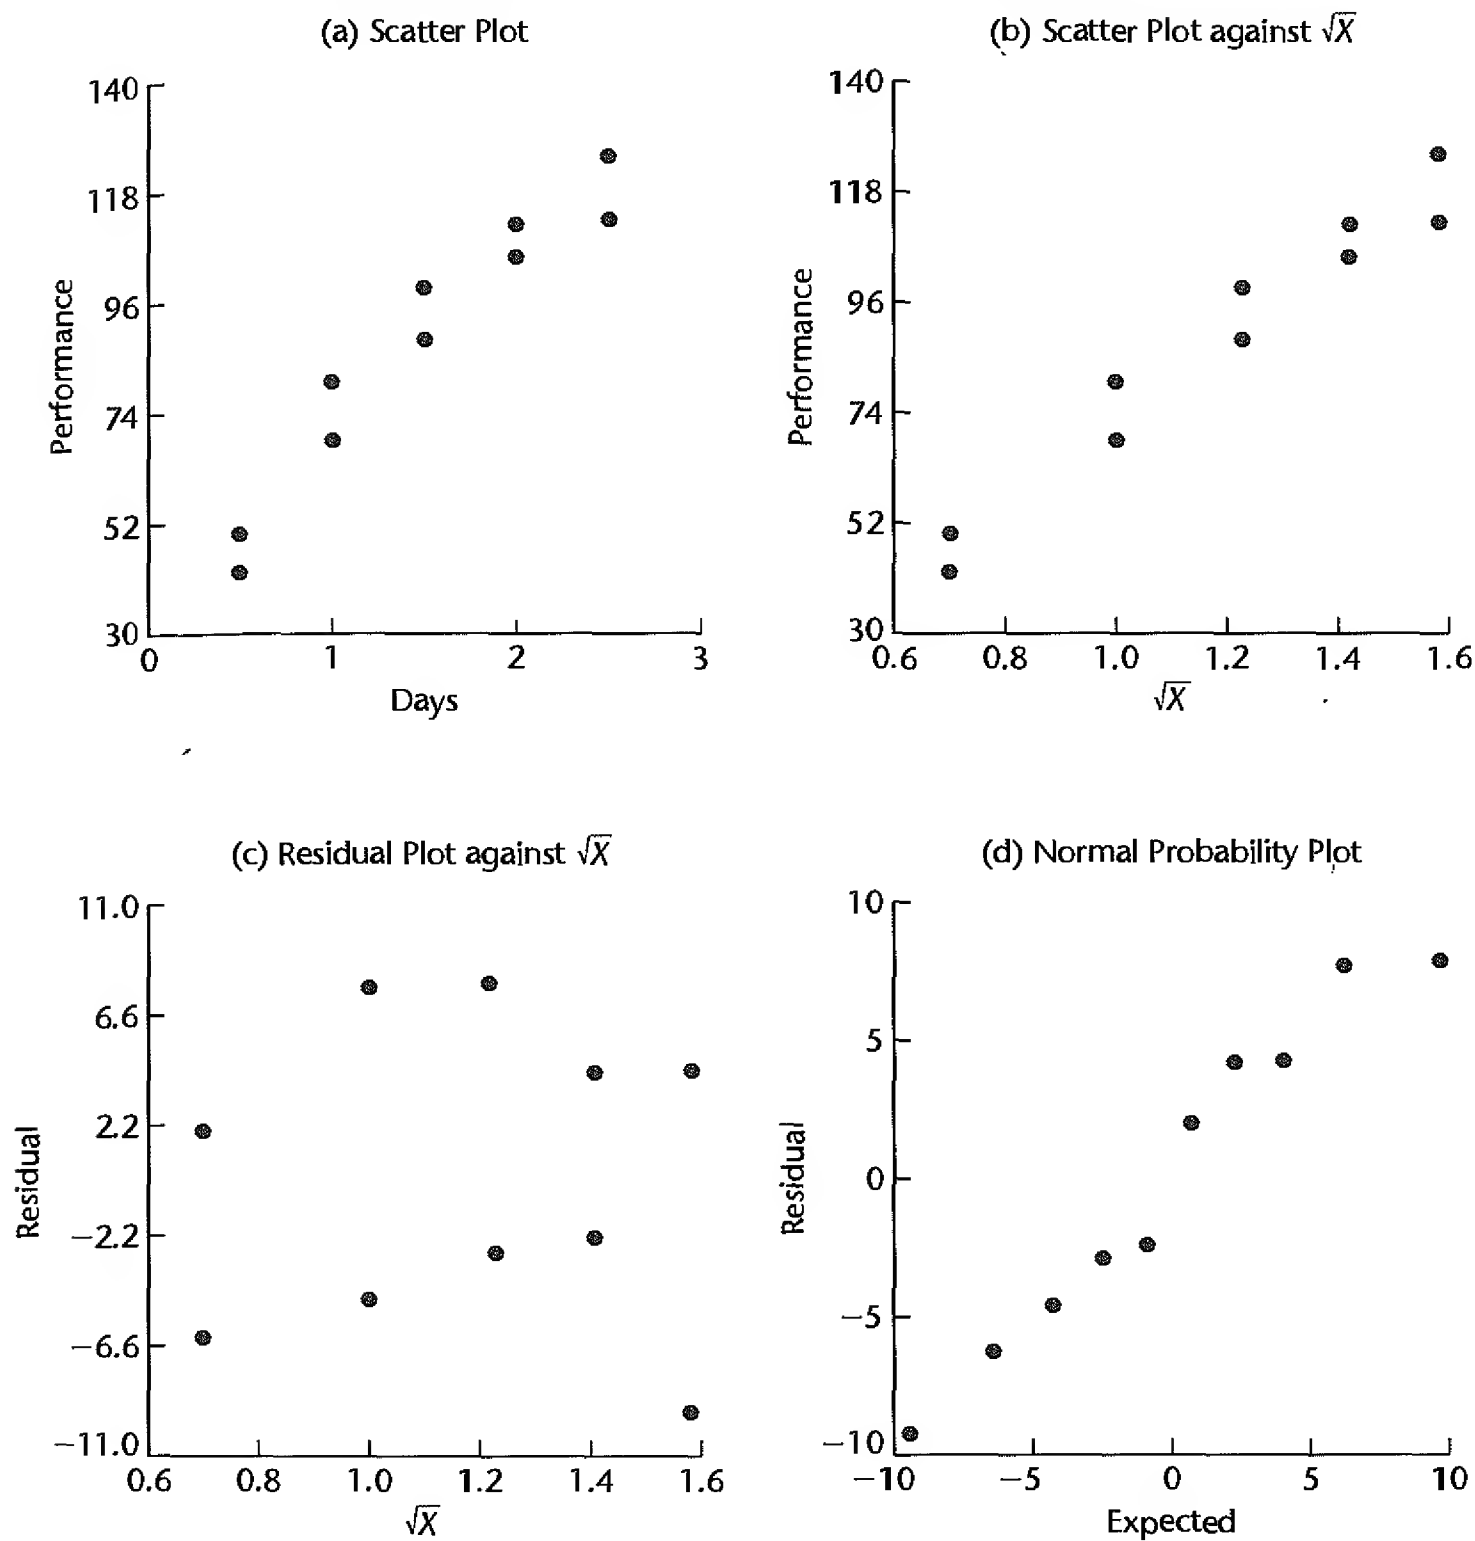 (a) Scatter Plot
140
118
96
74
52
30
0 1 2 3
Performance
Days
(b) Scatter Plot against √X
140
118
96
74
52
30
0.6 0.8 1.0 1.2 1.4 1.6
Performance
√X
(c) Residual Plot against √X
11.0
6.6
2.2
−2.2
−6.6
−11.0
0.6 0.8 1.0 1.2 1.4 1.6
Residual
√X
(d) Normal Probability Plot
10
5
0
−5
−10
−10 −5 0 5 10
Residual
Expected